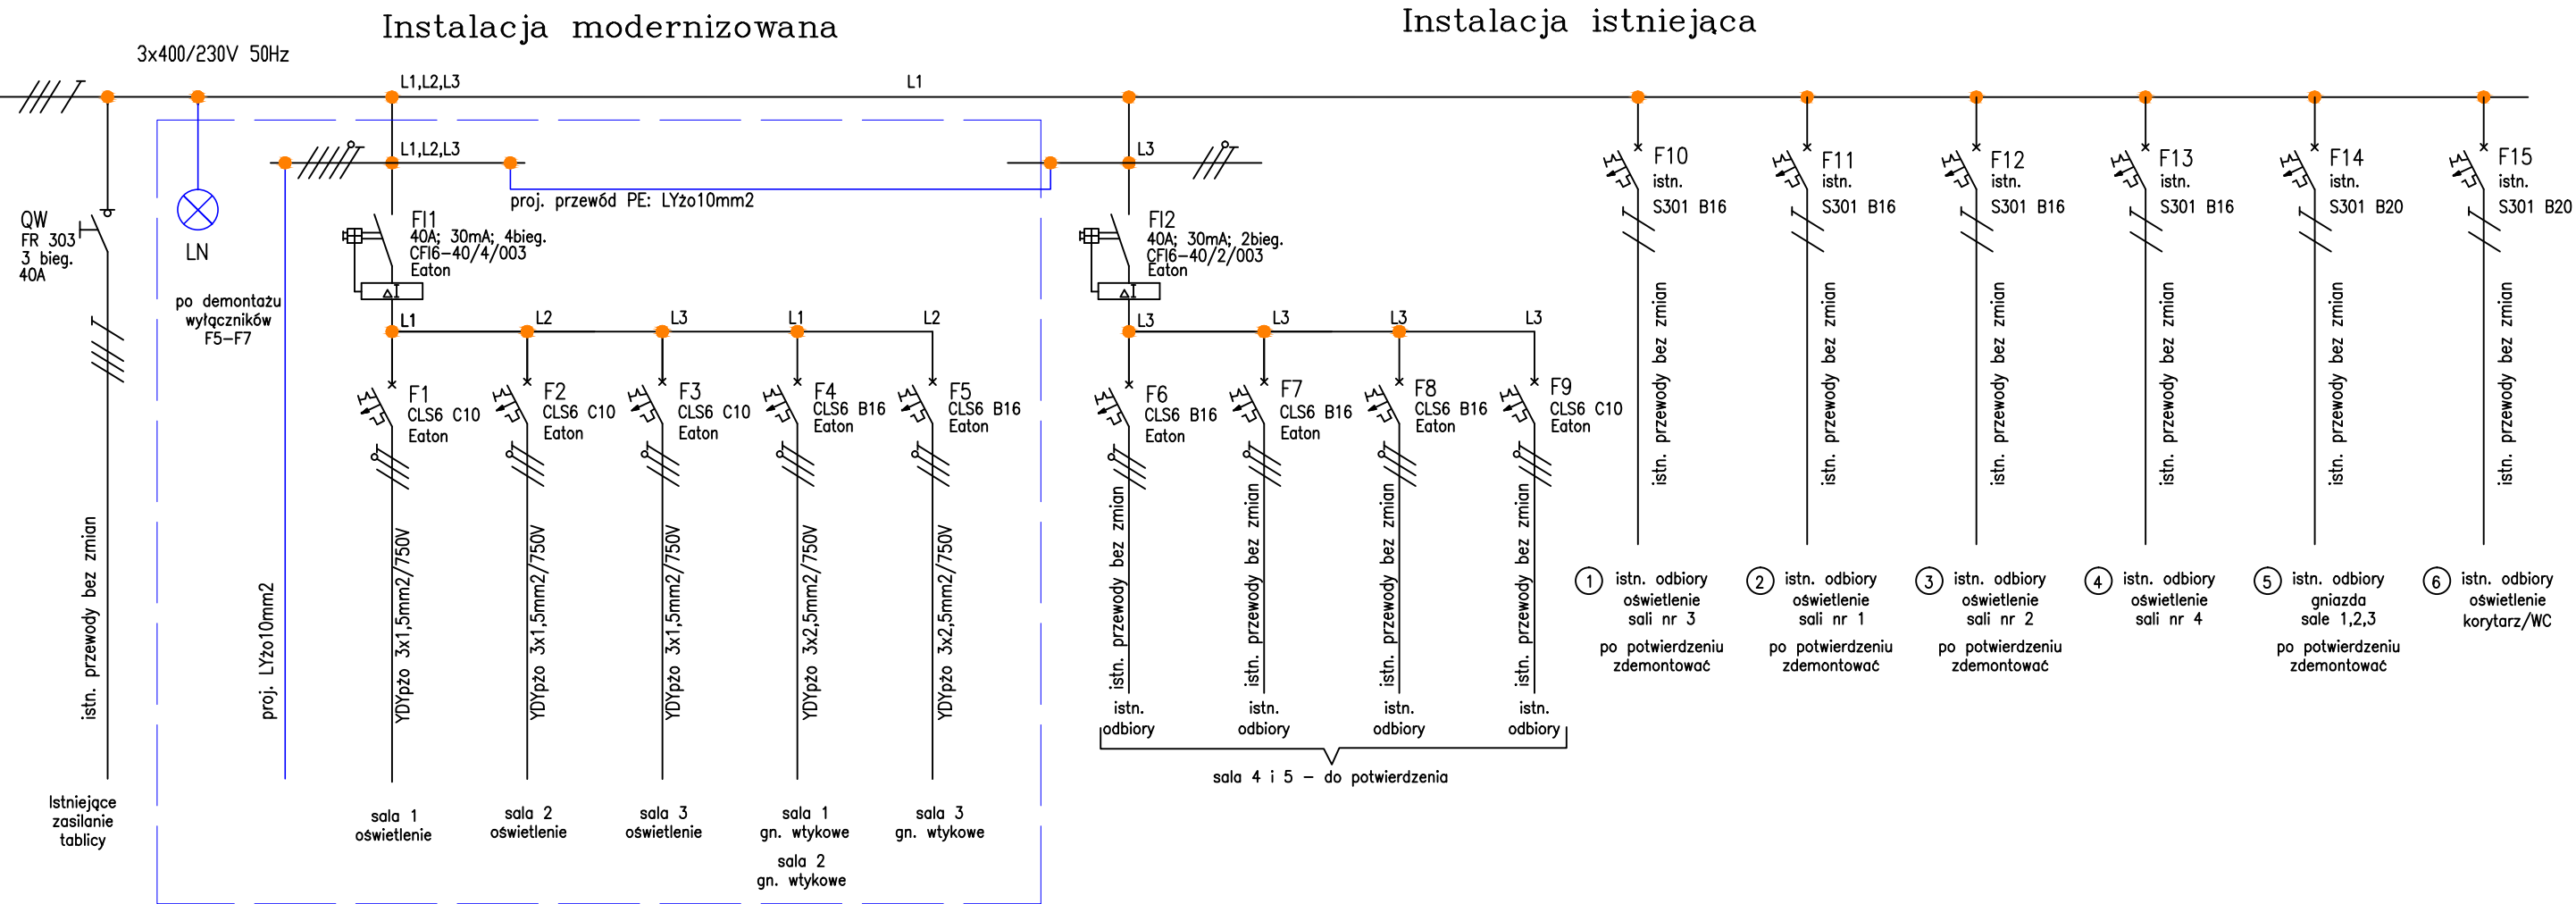 Instalacja modernizowana
Instalacja istniejąca
3x400/230V 50Hz
L1,L2,L3
L1
L1,L2,L3
L3
proj. przewód PE: LYżo10mm2
QW
FR 303
3 bieg.
40A
LN
po demontażu
wyłączników
F5-F7
FI1
40A; 30mA; 4bieg.
CFI6-40/4/003
Eaton
FI2
40A; 30mA; 2bieg.
CFI6-40/2/003
Eaton
L1
L2
L3
L1
L2
L3
L3
L3
L3
F1
CLS6 C10
Eaton
F2
CLS6 C10
Eaton
F3
CLS6 C10
Eaton
F4
CLS6 B16
Eaton
F5
CLS6 B16
Eaton
F6
CLS6 B16
Eaton
F7
CLS6 B16
Eaton
F8
CLS6 B16
Eaton
F9
CLS6 C10
Eaton
F10
istn.
S301 B16
F11
istn.
S301 B16
F12
istn.
S301 B16
F13
istn.
S301 B16
F14
istn.
S301 B20
F15
istn.
S301 B20
istn. przewody bez zmian
proj. LYżo10mm2
YDYpżo 3x1,5mm2/750V
YDYpżo 3x1,5mm2/750V
YDYpżo 3x1,5mm2/750V
YDYpżo 3x2,5mm2/750V
YDYpżo 3x2,5mm2/750V
istn. przewody bez zmian
istn. przewody bez zmian
istn. przewody bez zmian
istn. przewody bez zmian
istn. przewody bez zmian
istn. przewody bez zmian
istn. przewody bez zmian
istn. przewody bez zmian
istn. przewody bez zmian
istn. przewody bez zmian
Istniejące
zasilanie
tablicy
sala 1
oświetlenie
sala 2
oświetlenie
sala 3
oświetlenie
sala 1
gn. wtykowe
sala 2
gn. wtykowe
sala 3
gn. wtykowe
istn.
odbiory
istn.
odbiory
istn.
odbiory
istn.
odbiory
sala 4 i 5 - do potwierdzenia
1 istn. odbiory
oświetlenie
sali nr 3
po potwierdzeniu
zdemontować
2 istn. odbiory
oświetlenie
sali nr 1
po potwierdzeniu
zdemontować
3 istn. odbiory
oświetlenie
sali nr 2
po potwierdzeniu
zdemontować
4 istn. odbiory
oświetlenie
sali nr 4
5 istn. odbiory
gniazda
sale 1,2,3
po potwierdzeniu
zdemontować
6 istn. odbiory
oświetlenie
korytarz/WC